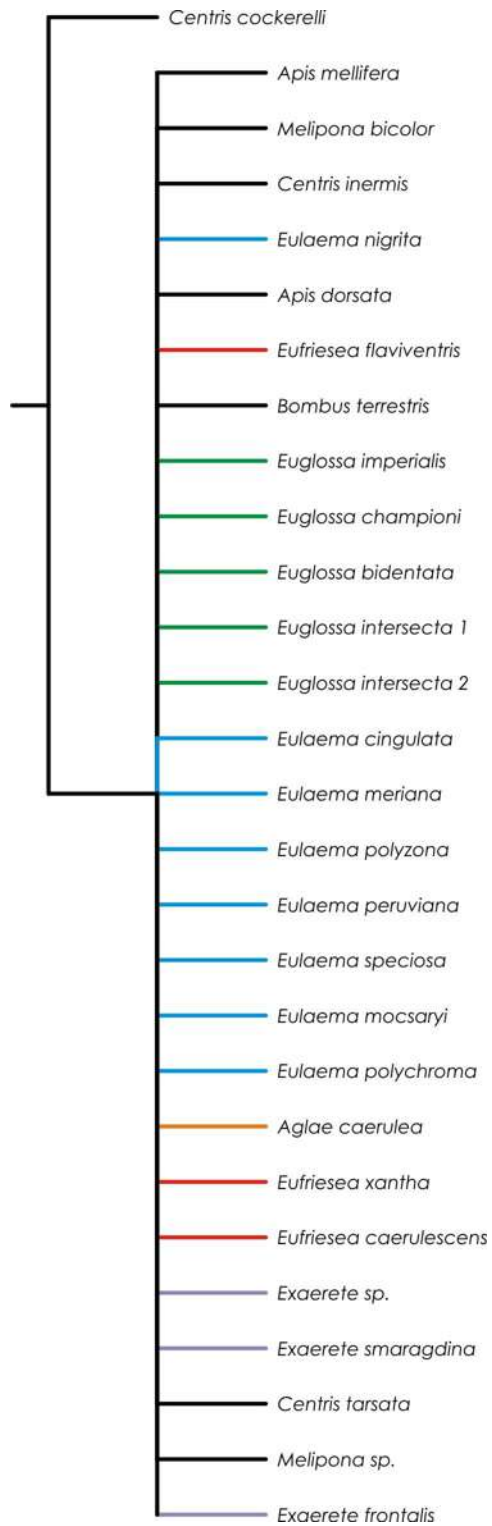 Centris cockerelli
Apis mellifera
Melipona bicolor
Centris inermis
Eulaema nigrita
Apis dorsata
Eufriesea flaviventris
Bombus terrestris
Euglossa imperialis
Euglossa championi
Euglossa bidentata
Euglossa intersecta 1
Euglossa intersecta 2
Eulaema cingulata
Eulaema meriana
Eulaema polyzona
Eulaema peruviana
Eulaema speciosa
Eulaema mocsaryi
Eulaema polychroma
Aglae caerulea
Eufriesea xantha
Eufriesea caerulescens
Exaerete sp.
Exaerete smaragdina
Centris tarsata
Melipona sp.
Exaerete frontalis